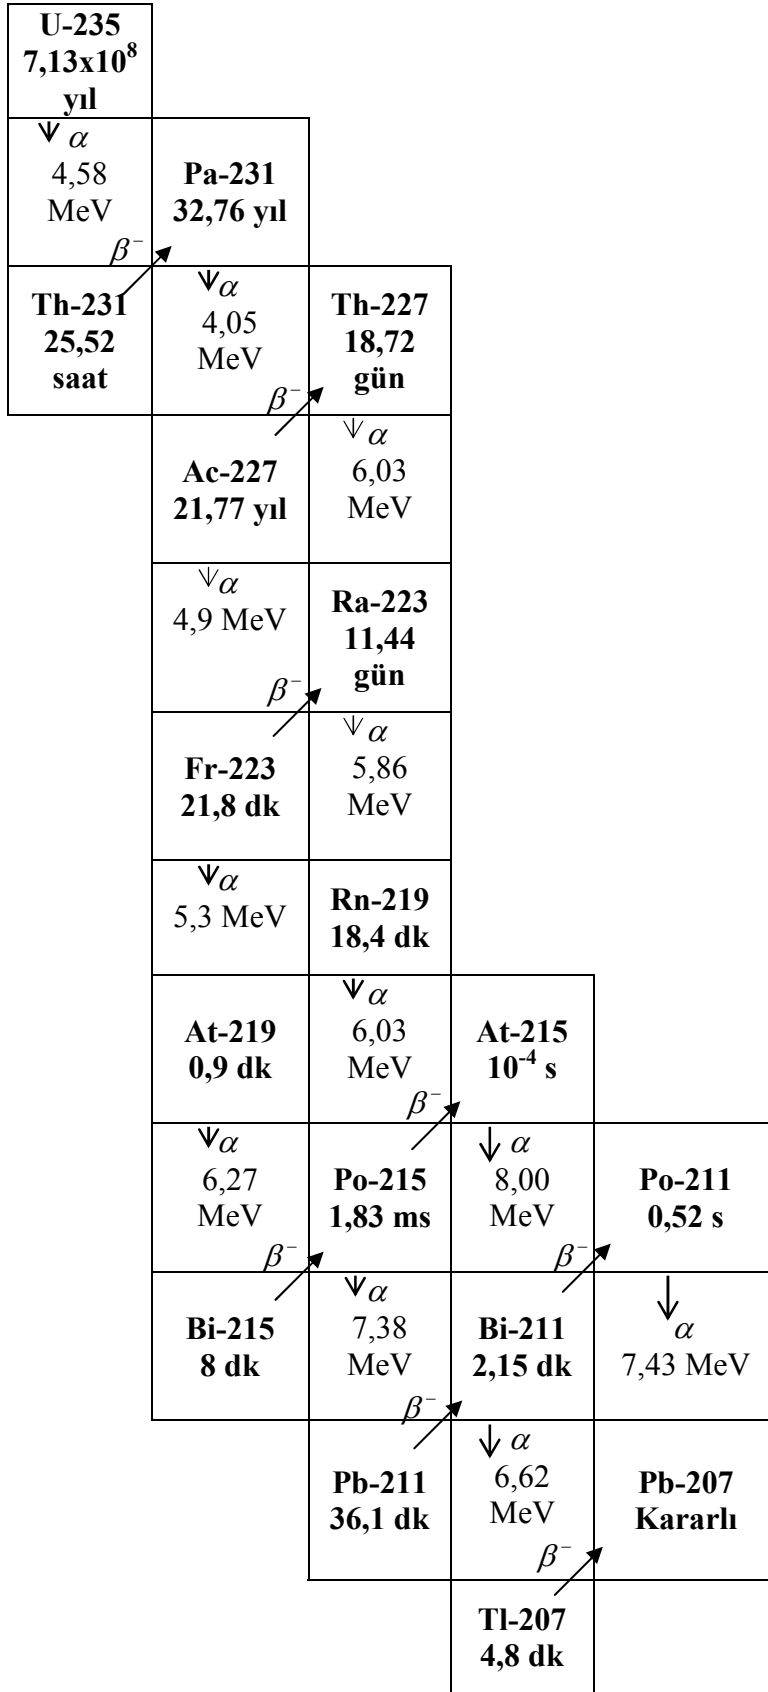 U-235
7,13x10⁸
yıl
α
4,58
MeV
Pa-231
32,76 yıl
β⁻
Th-231
25,52
saat
α
4,05
MeV
Th-227
18,72
gün
β⁻
Ac-227
21,77 yıl
α
6,03
MeV
α
4,9 MeV
Ra-223
11,44
gün
β⁻
Fr-223
21,8 dk
α
5,86
MeV
α
5,3 MeV
Rn-219
18,4 dk
At-219
0,9 dk
α
6,03
MeV
At-215
10⁻⁴ s
β⁻
α
6,27
MeV
Po-215
1,83 ms
α
8,00
MeV
Po-211
0,52 s
β⁻
β⁻
Bi-215
8 dk
α
7,38
MeV
Bi-211
2,15 dk
α
7,43 MeV
β⁻
Pb-211
36,1 dk
α
6,62
MeV
Pb-207
Kararlı
β⁻
Tl-207
4,8 dk